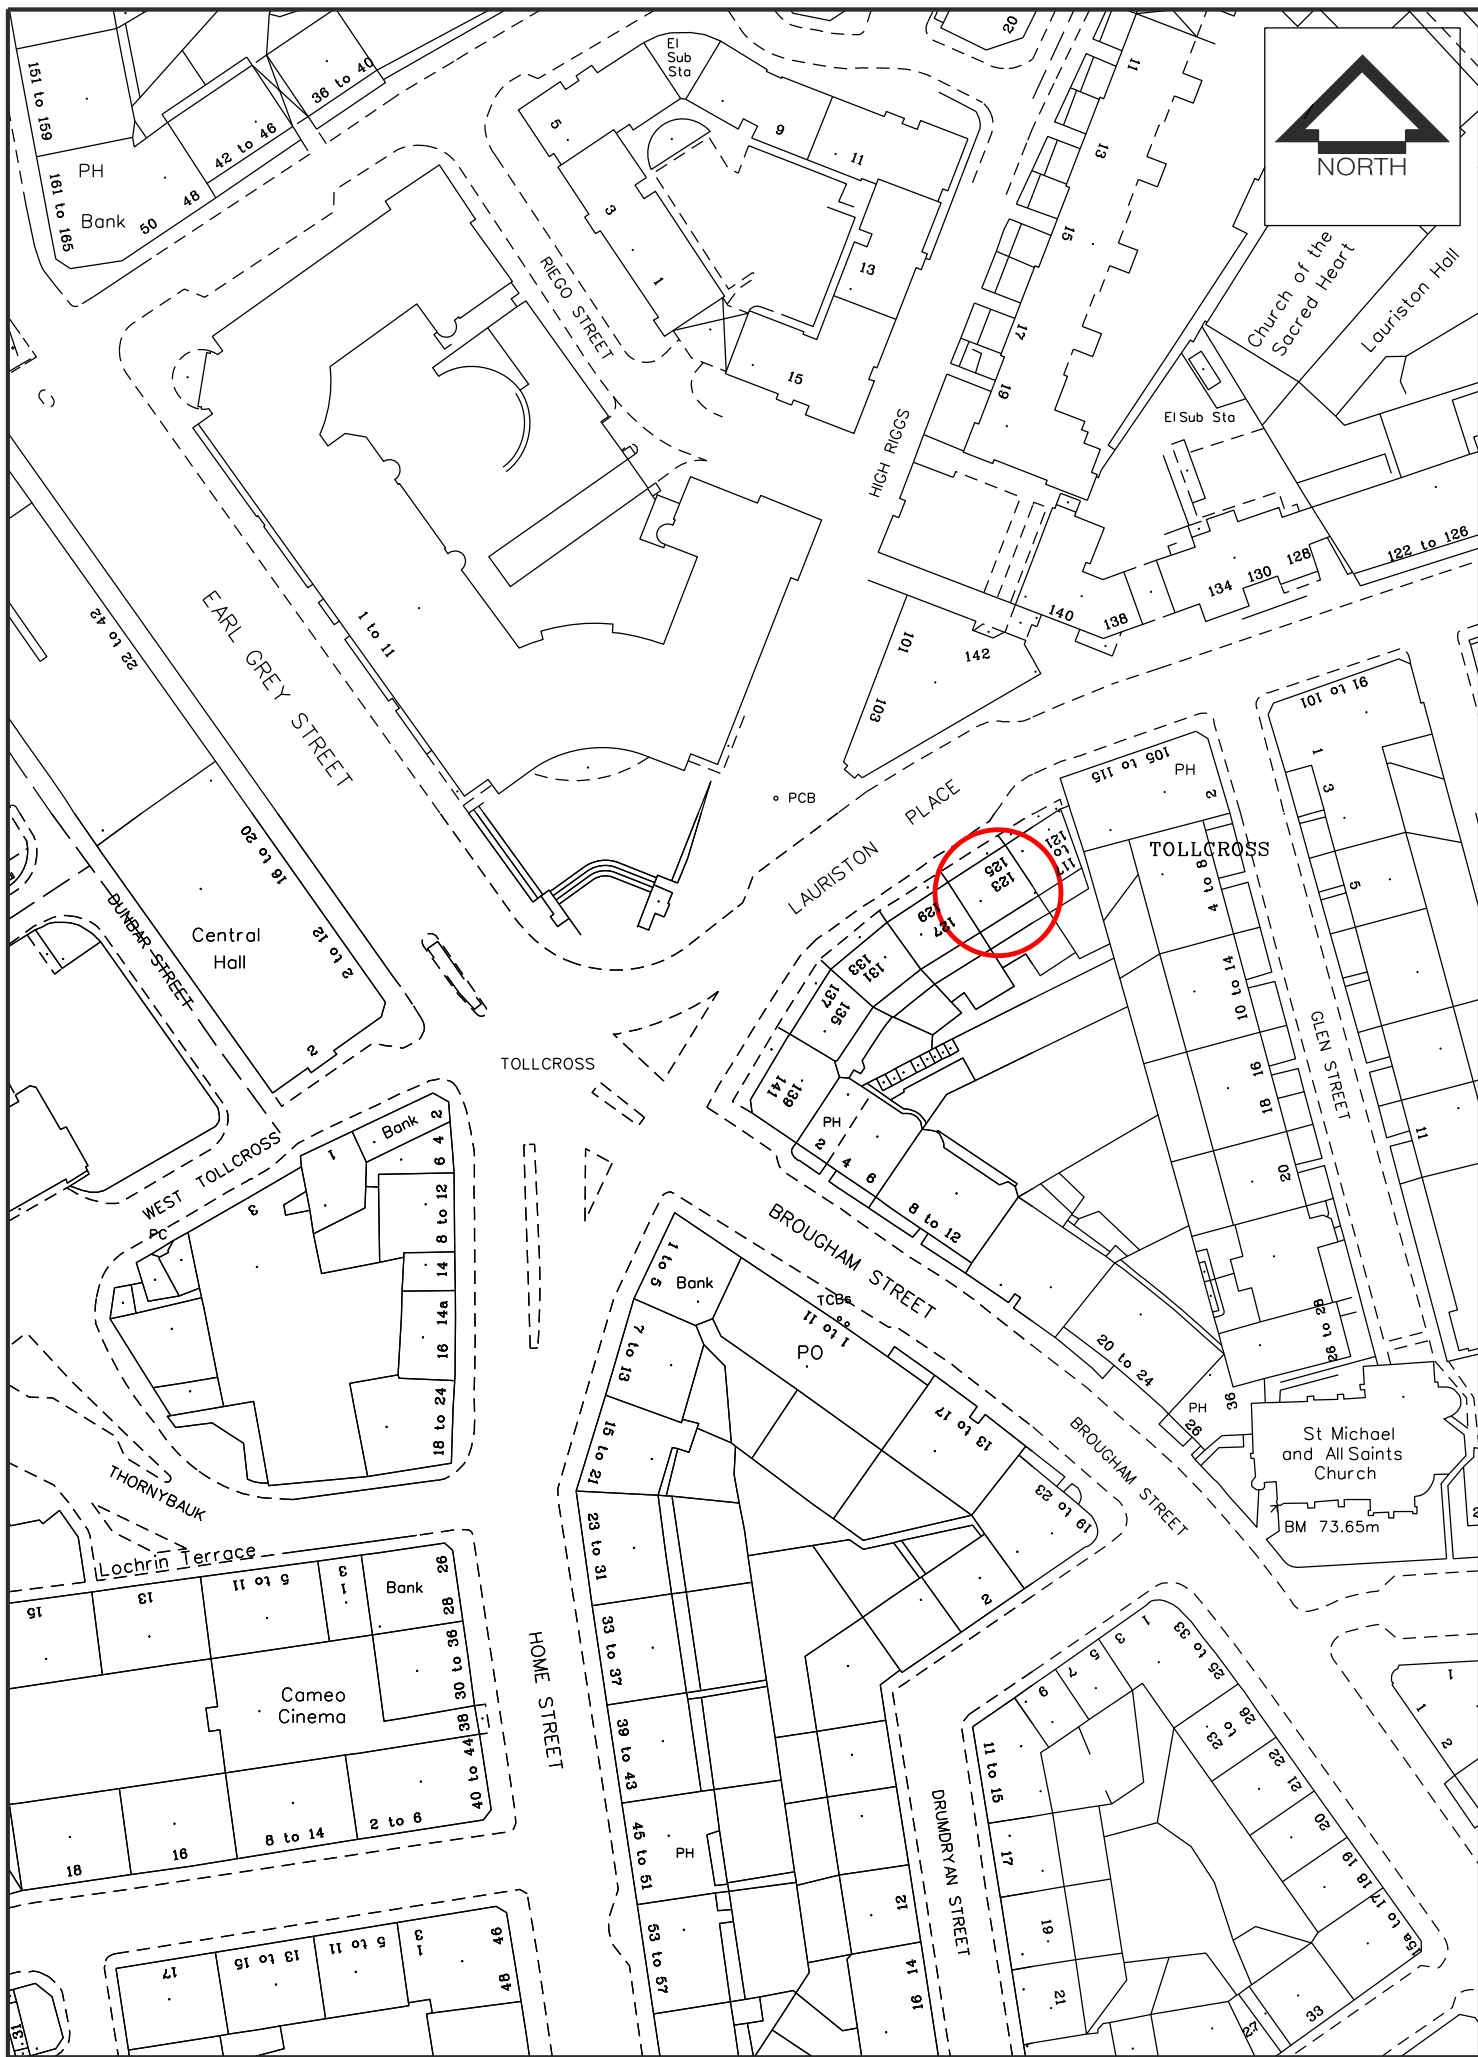 151 to 159
36 to 40
42 to 46
PH
161 to 165
Bank
50
48
El
Sub
Sta
5
9
11
3
1
13
15
RIEGO STREET
20
11
13
15
17
19
HIGH RIGGS
NORTH
Church of the
Sacred Heart
Lauriston Hall
El Sub Sta
122 to 126
128
130
134
138
140
142
101
103
22 to 42
EARL GREY STREET
1 to 11
16 to 20
2 to 12
2
Central
Hall
DUNBAR STREET
PCB
LAURISTON PLACE
91 to 101
105 to 115
PH
2
1
3
5
11
TOLLCROSS
4 to 8
10 to 14
16
18
20
26 to 28
GLEN STREET
117
to
121
123
125
127
129
131
133
135
137
139
141
TOLLCROSS
PH
2
4
6
8 to 12
BROUGHAM STREET
20 to 24
PH
26
36
St Michael
and All Saints
Church
BM 73.65m
BROUGHAM STREET
WEST TOLLCROSS
PC
3
1
Bank
2
4
6
8 to 12
14
14a
16
18 to 24
THORNYBAUK
Lochrin Terrace
1 to 5
Bank
TCBs
1 to 11
PO
7 to 13
13 to 17
15 to 21
19 to 23
23 to 31
2
33 to 37
39 to 43
45 to 51
PH
53 to 57
HOME STREET
15
13
5 to 11
3
1
Bank
26
28
30 to 36
38
40 to 44
Cameo
Cinema
18
16
8 to 14
2 to 6
17
13 to 15
5 to 11
3
1
46
48
31
12
14
16
DRUMDRYAN STREET
11 to 15
9
7
5
3
1
25 to 33
23
to
26
22
21
20
19
18
15a to 17
17
19
21
27
33
1
1
2